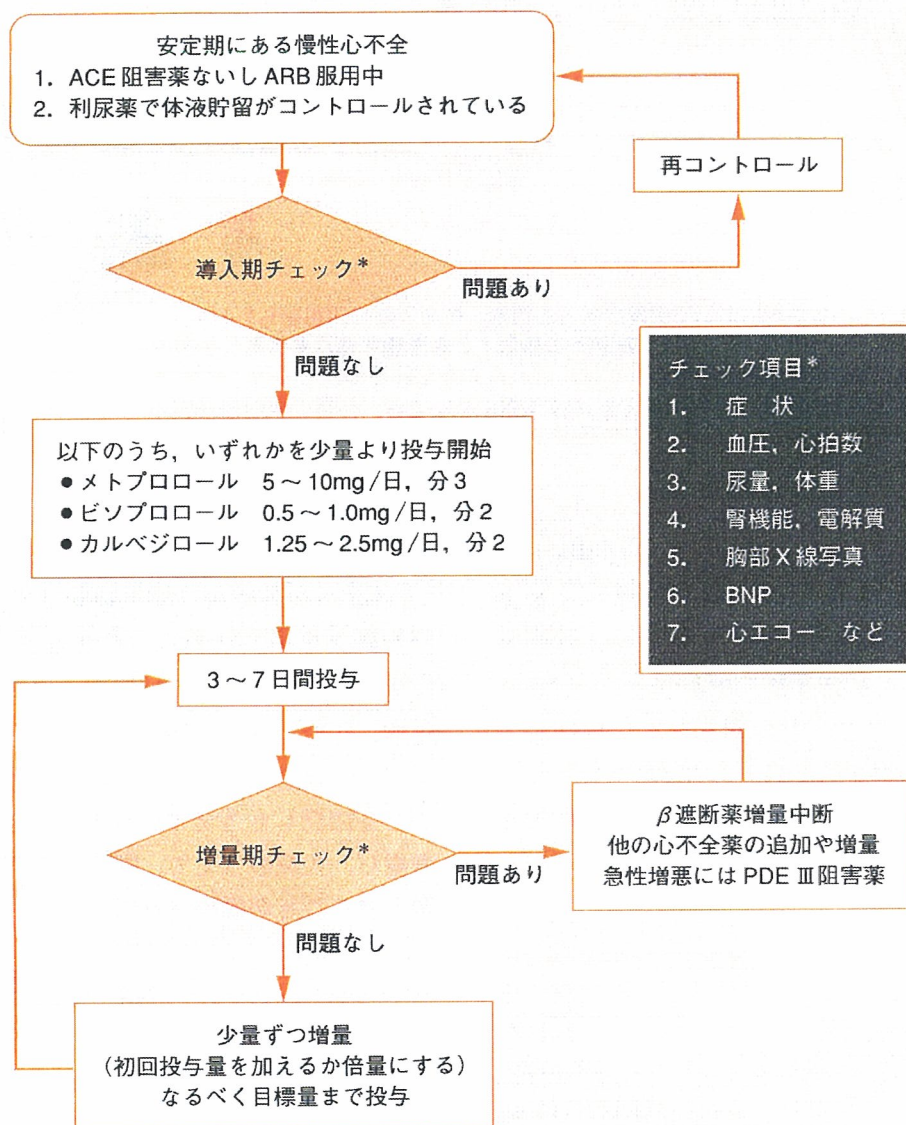 安定期にある慢性心不全
1. ACE 阻害薬ないし ARB 服用中
2. 利尿薬で体液貯留がコントロールされている
再コントロール
導入期チェック*
問題あり
問題なし
チェック項目*
1. 症 状
2. 血圧，心拍数
3. 尿量，体重
4. 腎機能，電解質
5. 胸部 X 線写真
6. BNP
7. 心エコー など
以下のうち，いずれかを少量より投与開始
● メトプロロール 5～10mg/日，分3
● ビソプロロール 0.5～1.0mg/日，分2
● カルベジロール 1.25～2.5mg/日，分2
3～7日間投与
増量期チェック*
問題あり
β遮断薬増量中断
他の心不全薬の追加や増量
急性増悪には PDE Ⅲ阻害薬
問題なし
少量ずつ増量
（初回投与量を加えるか倍量にする）
なるべく目標量まで投与